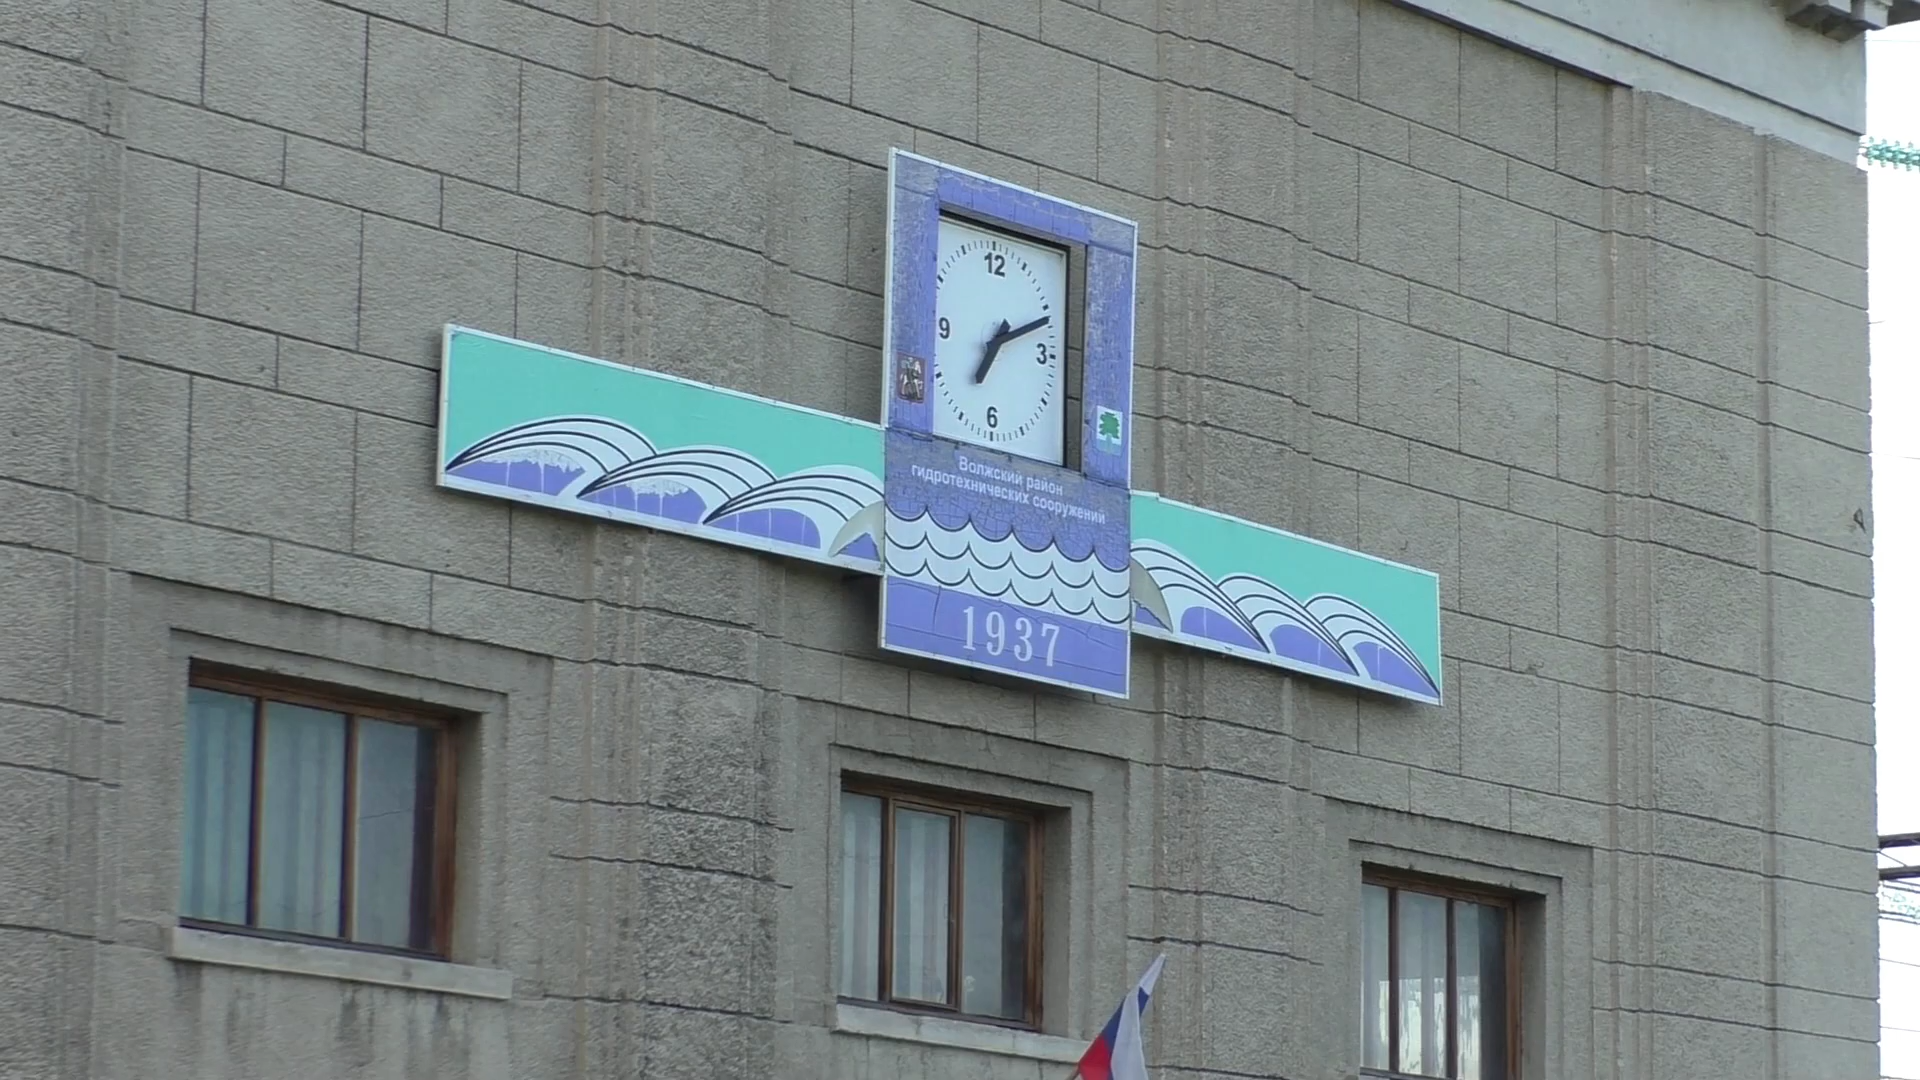 12
9
3
6
Волжский район
гидротехнических сооружений
1937